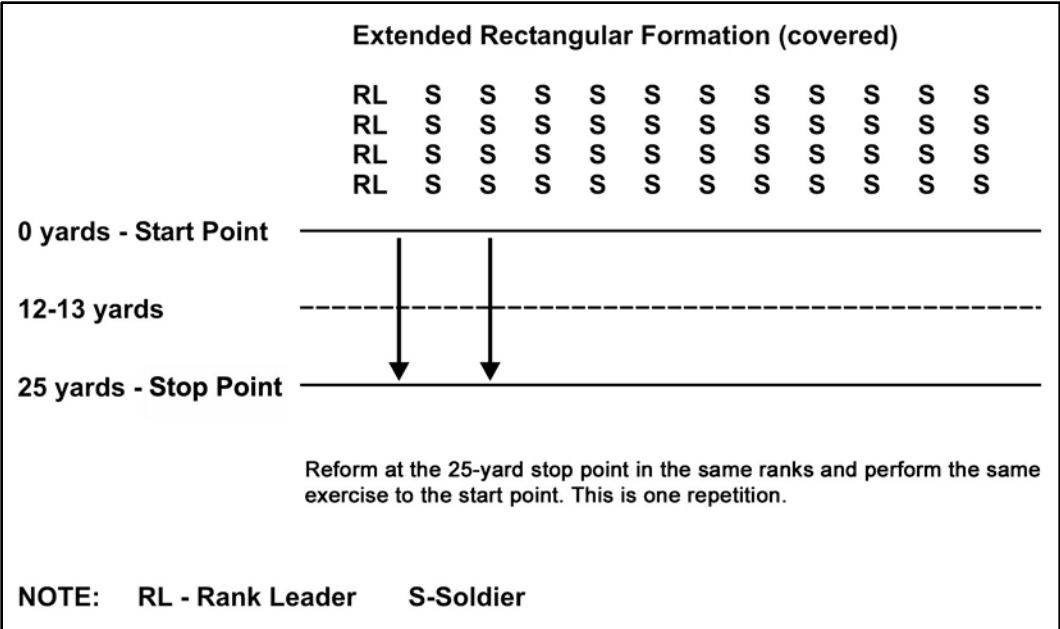 Extended Rectangular Formation (covered)
RL S S S S S S S S S S S
RL S S S S S S S S S S S
RL S S S S S S S S S S S
RL S S S S S S S S S S S
0 yards - Start Point
12-13 yards
25 yards - Stop Point
Reform at the 25-yard stop point in the same ranks and perform the same
exercise to the start point. This is one repetition.
NOTE: RL - Rank Leader S-Soldier